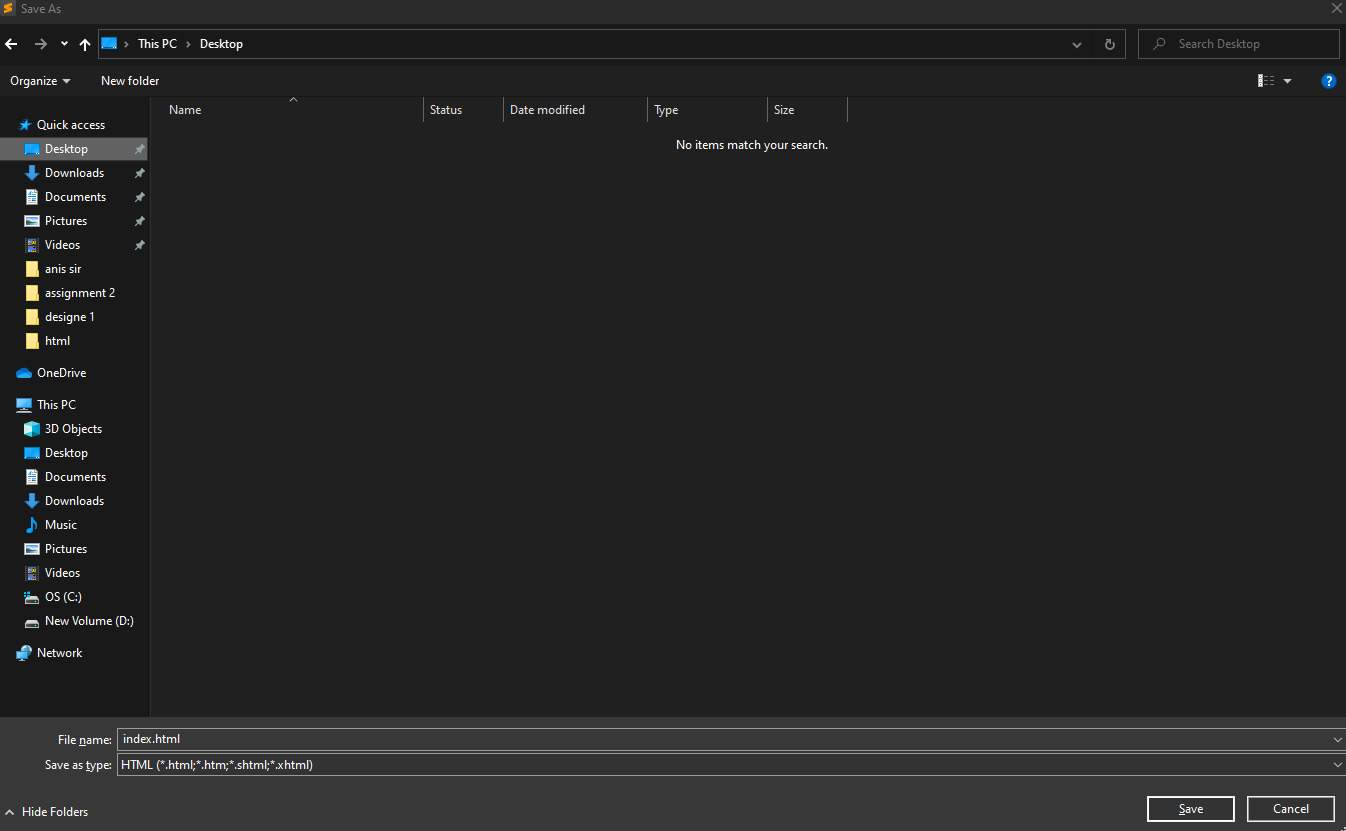 Save As
This PC Desktop Search Desktop
Organize New folder
Name Status Date modified Type Size
No items match your search.
Quick access
Desktop
Downloads
Documents
Pictures
Videos
anis sir
assignment 2
designe 1
html
OneDrive
This PC
3D Objects
Desktop
Documents
Downloads
Music
Pictures
Videos
OS (C:)
New Volume (D:)
Network
File name: index.html
Save as type: HTML (*.html;*.htm;*.shtml;*.xhtml)
Hide Folders Save Cancel